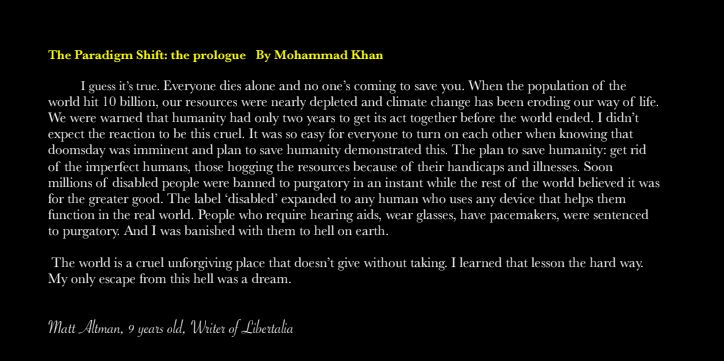 The Paradigm Shift: the prologue By Mohammad Khan
I guess it's true. Everyone dies alone and no one's coming to save you. When the population of the
world hit 10 billion, our resources were nearly depleted and climate change has been eroding our way of life.
We were warned that humanity had only two years to get its act together before the world ended. I didn't
expect the reaction to be this cruel. It was so easy for everyone to turn on each other when knowing that
doomsday was imminent and plan to save humanity demonstrated this. The plan to save humanity: get rid
of the imperfect humans, those hogging the resources because of their handicaps and illnesses. Soon
millions of disabled people were banned to purgatory in an instant while the rest of the world believed it was
for the greater good. The label 'disabled' expanded to any human who uses any device that helps them
function in the real world. People who require hearing aids, wear glasses, have pacemakers, were sentenced
to purgatory. And I was banished with them to hell on earth.
The world is a cruel unforgiving place that doesn't give without taking. I learned that lesson the hard way.
My only escape from this hell was a dream.
Matt Altman, 9 years old, Writer of Libertalia